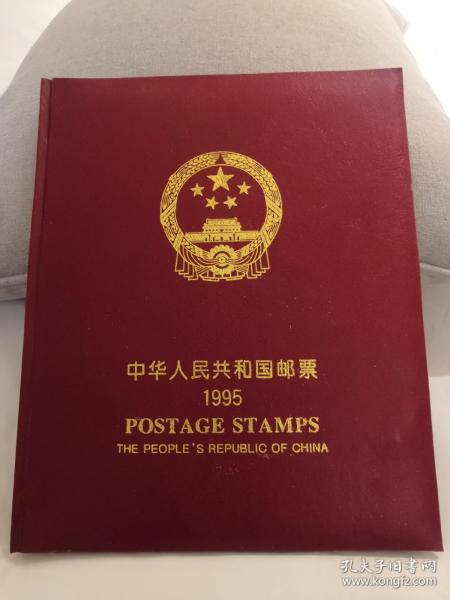 中华人民共和国邮票
1995
POSTAGE STAMPS
THE PEOPLE'S REPUBLIC OF CHINA
孔夫子旧书网
www.kongfz.com